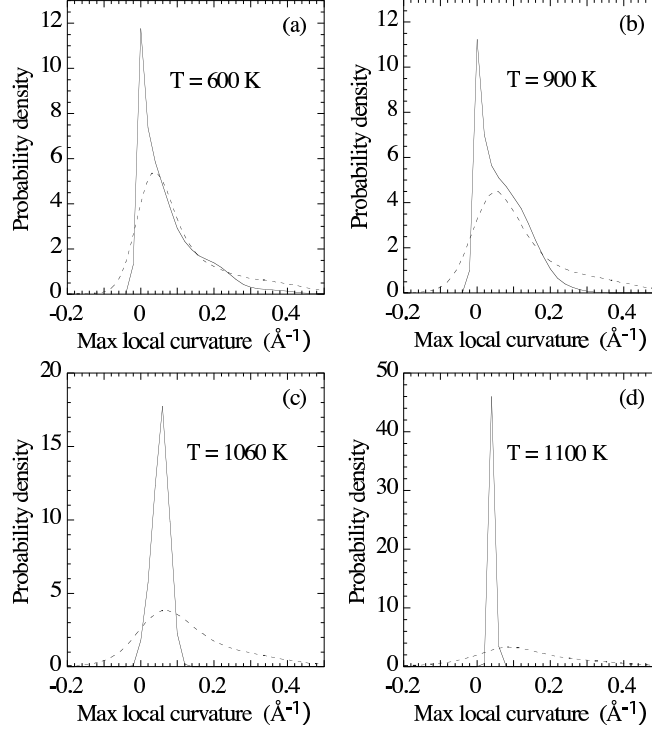 (a)
T = 600 K
Probability density
12
10
8
6
4
2
0
-0.2 0 0.2 0.4
Max local curvature (Å⁻¹)
(b)
T = 900 K
Probability density
12
10
8
6
4
2
0
-0.2 0 0.2 0.4
Max local curvature (Å⁻¹)
(c)
T = 1060 K
Probability density
20
15
10
5
0
-0.2 0 0.2 0.4
Max local curvature (Å⁻¹)
(d)
T = 1100 K
Probability density
50
40
30
20
10
0
-0.2 0 0.2 0.4
Max local curvature (Å⁻¹)